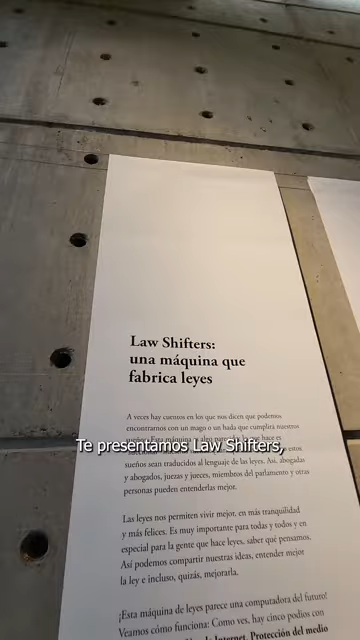 Law Shifters:
una máquina que
fabrica leyes
A veces hay cuentos en los que nos dicen que podemos
encontrarnos con un mago o un hada que cumplirá nuestros
Te presentamos Law Shifters,
sueños sean traducidos al lenguaje de las leyes. Así, abogadas
y abogados, juezas y jueces, miembros del parlamento y otras
personas pueden entenderlas mejor.
Las leyes nos permiten vivir mejor, en más tranquilidad
y más felices. Es muy importante para todas y todos y en
especial para la gente que hace leyes, saber qué pensamos.
Así podemos compartir nuestras ideas, entender mejor
la ley e incluso, quizás, mejorarla.
¡Esta máquina de leyes parece una computadora del futuro!
Veamos cómo funciona: Como ves, hay cinco podios con
Internet, Protección del medio